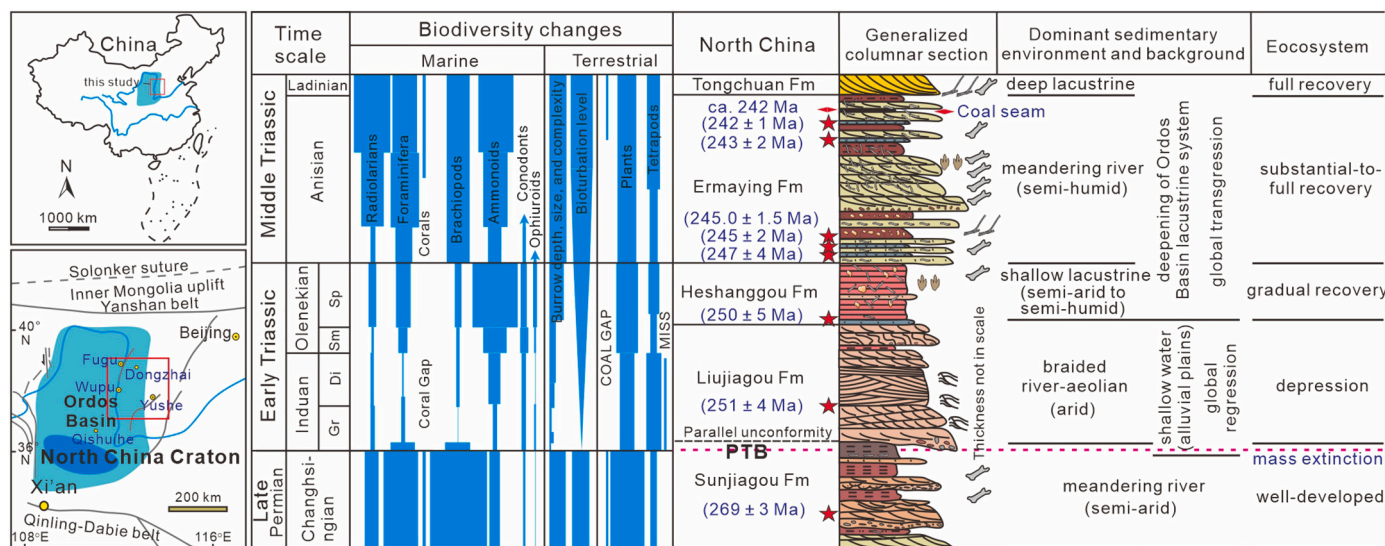 China
this study
N
1000 km
Solonker suture
Inner Mongolia uplift
Yanshan belt
Beijing
40°
N
Fugu
Dongzhai
Wupu
Ordos
Basin
Yushe
Qishuihe
36°
N
North China Craton
Xi'an
200 km
Qinling-Dabie belt
108°E
116°E
Time
scale
Biodiversity changes
Marine
Terrestrial
North China
Generalized
columnar section
Dominant sedimentary
environment and background
Eocosystem
Middle Triassic
Ladinian
Anisian
Early Triassic
Olenekian
Sp
Sm
Induan
Di
Gr
Late
Permian
Changhsi-
ngian
Radiolarians
Foraminifera
Corals
Coral Gap
Brachiopods
Ammonoids
Conodonts
Ophiuroids
Burrow depth, size, and complexity
Bioturbation level
COAL GAP
Plants
Tetrapods
MISS
Tongchuan Fm
ca. 242 Ma
(242 ± 1 Ma)
(243 ± 2 Ma)
Ermaying Fm
(245.0 ± 1.5 Ma)
(245 ± 2 Ma)
(247 ± 4 Ma)
Heshanggou Fm
(250 ± 5 Ma)
Liujiagou Fm
(251 ± 4 Ma)
Parallel unconformity
PTB
Sunjiagou Fm
(269 ± 3 Ma)
Coal seam
Thickness not in scale
deep lacustrine
meandering river
(semi-humid)
shallow lacustrine
(semi-arid to
semi-humid)
braided
river-aeolian
(arid)
meandering river
(semi-arid)
deepening of Ordos
Basin lacustrine system
global transgression
shallow water
(alluvial plains)
global
regression
full recovery
substantial-to-
full recovery
gradual recovery
depression
mass extinction
well-developed